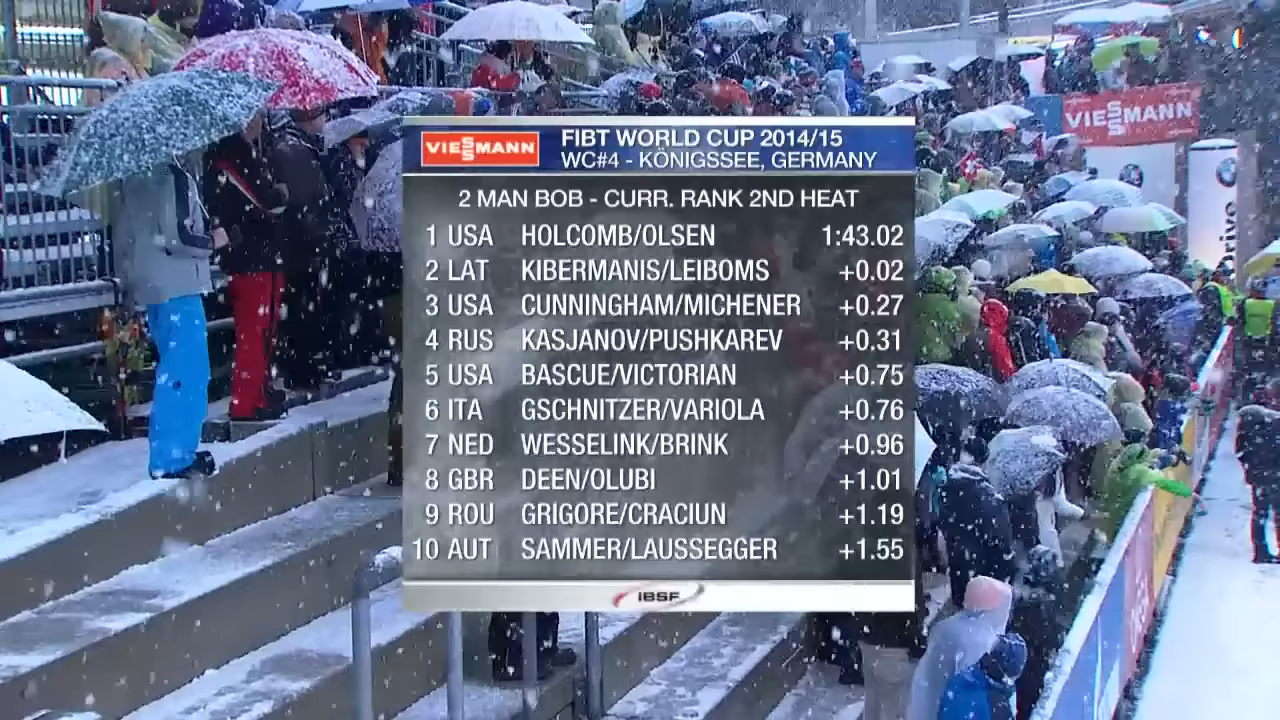 VIESSMANN
FIBT WORLD CUP 2014/15
WC#4 - KÖNIGSSEE, GERMANY
2 MAN BOB - CURR. RANK 2ND HEAT
1 USA HOLCOMB/OLSEN 1:43.02
2 LAT KIBERMANIS/LEIBOMS +0.02
3 USA CUNNINGHAM/MICHENER +0.27
4 RUS KASJANOV/PUSHKAREV +0.31
5 USA BASCUE/VICTORIAN +0.75
6 ITA GSCHNITZER/VARIOLA +0.76
7 NED WESSELINK/BRINK +0.96
8 GBR DEEN/OLUBI +1.01
9 ROU GRIGORE/CRACIUN +1.19
10 AUT SAMMER/LAUSSEGGER +1.55
IBSF
VIESSMANN